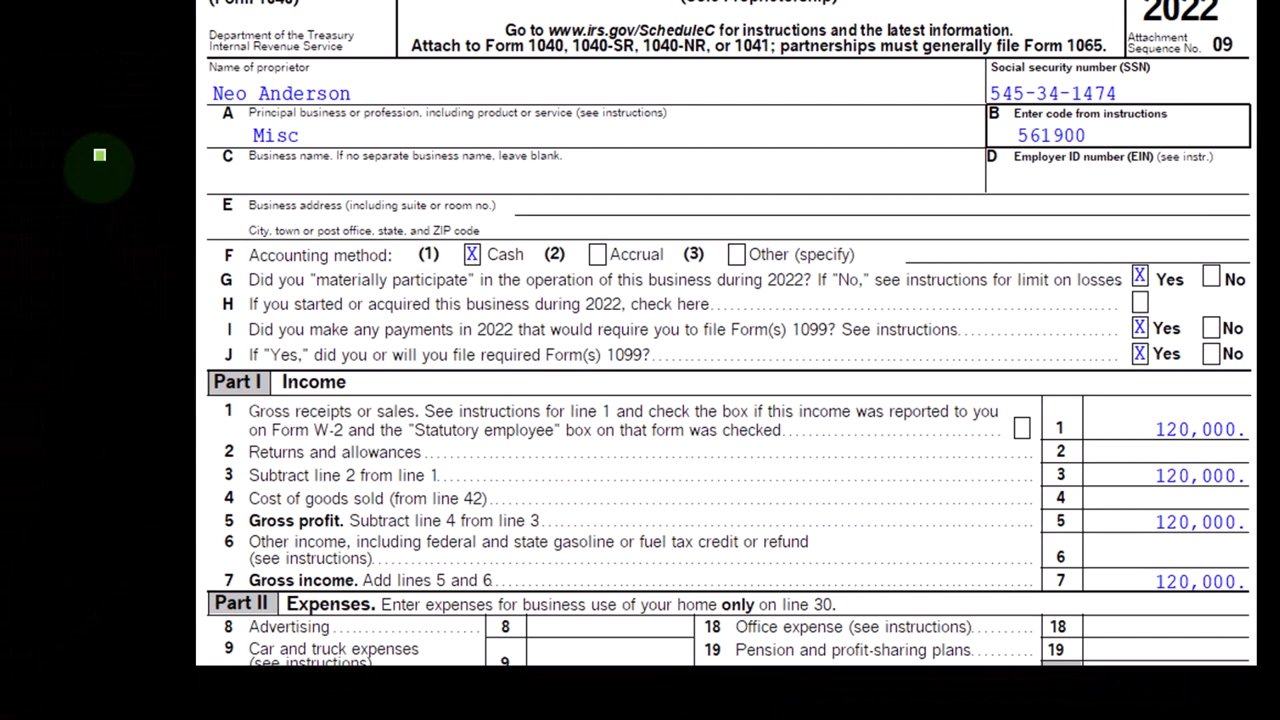 (Form 1040)
(Sole Proprietorship)
2022
Department of the Treasury
Internal Revenue Service
Go to www.irs.gov/ScheduleC for instructions and the latest information.
Attach to Form 1040, 1040-SR, 1040-NR, or 1041; partnerships must generally file Form 1065.
Attachment
Sequence No. 09
Name of proprietor
Social security number (SSN)
Neo Anderson
545-34-1474
A Principal business or profession, including product or service (see instructions)
B Enter code from instructions
Misc
561900
C Business name. If no separate business name, leave blank.
D Employer ID number (EIN) (see instr.)
E Business address (including suite or room no.)
City, town or post office, state, and ZIP code
F Accounting method: (1) X Cash (2) Accrual (3) Other (specify)
G Did you "materially participate" in the operation of this business during 2022? If "No," see instructions for limit on losses X Yes No
H If you started or acquired this business during 2022, check here
I Did you make any payments in 2022 that would require you to file Form(s) 1099? See instructions X Yes No
J If "Yes," did you or will you file required Form(s) 1099? X Yes No
Part I Income
1 Gross receipts or sales. See instructions for line 1 and check the box if this income was reported to you
on Form W-2 and the "Statutory employee" box on that form was checked 1 120,000.
2 Returns and allowances 2
3 Subtract line 2 from line 1 3 120,000.
4 Cost of goods sold (from line 42) 4
5 Gross profit. Subtract line 4 from line 3 5 120,000.
6 Other income, including federal and state gasoline or fuel tax credit or refund
(see instructions) 6
7 Gross income. Add lines 5 and 6 7 120,000.
Part II Expenses. Enter expenses for business use of your home only on line 30.
8 Advertising 8 18 Office expense (see instructions) 18
9 Car and truck expenses 19 Pension and profit-sharing plans 19
(see instructions) 9